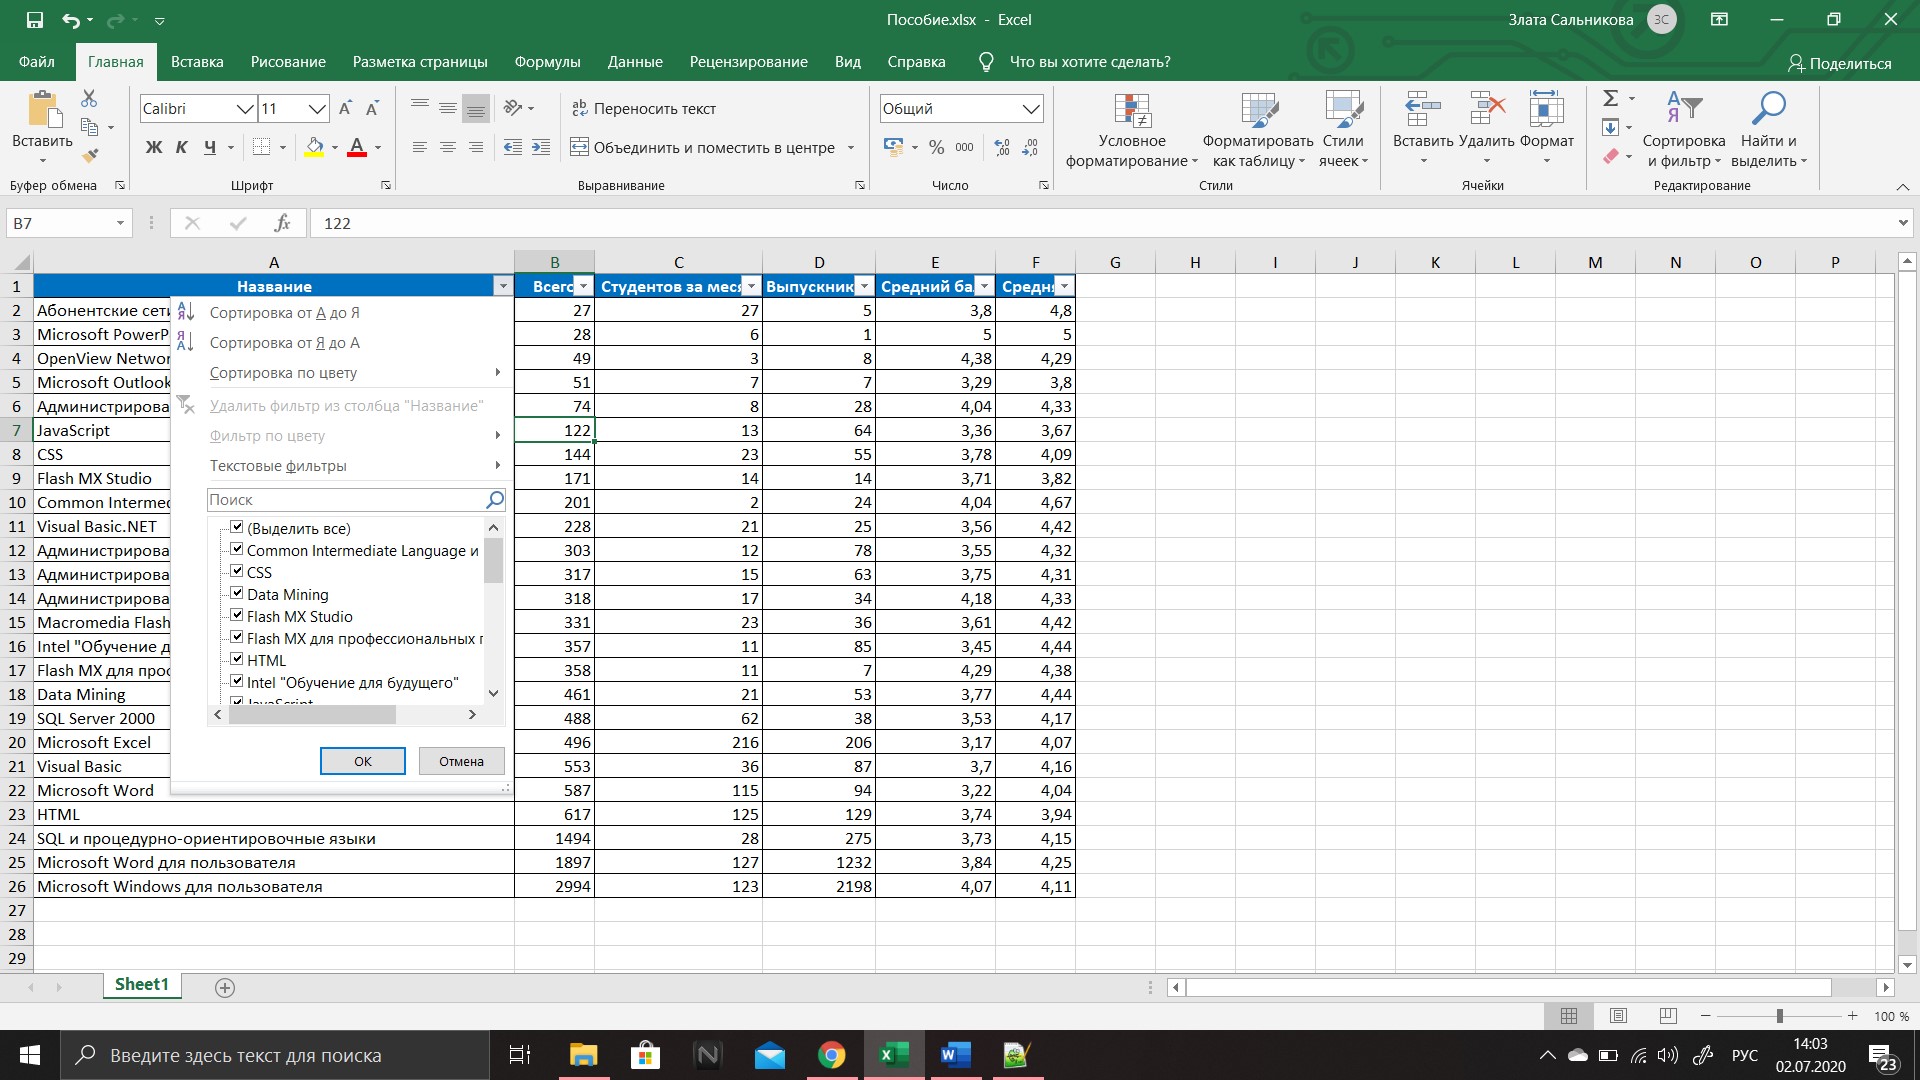 Пособие.xlsx - Excel
Злата Сальникова ЗС
Файл Главная Вставка Рисование Разметка страницы Формулы Данные Рецензирование Вид Справка Что вы хотите сделать? Поделиться
Calibri 11 Переносить текст Общий
Вставить Ж К Ч Объединить и поместить в центре % 000
Условное форматирование
Форматировать как таблицу
Стили ячеек
Вставить Удалить Формат
Сортировка и фильтр
Найти и выделить
Буфер обмена Шрифт Выравнивание Число Стили Ячейки Редактирование
B7 fx 122
A B C D E F G H I J K L M N O P
1 Название Всего Студентов за меся Выпускник Средний ба Средня
2 Абонентские сети 27 27 5 3,8 4,8
3 Microsoft PowerP 28 6 1 5 5
4 OpenView Networ 49 3 8 4,38 4,29
5 Microsoft Outlook 51 7 7 3,29 3,8
6 Администрирова 74 8 28 4,04 4,33
7 JavaScript 122 13 64 3,36 3,67
8 CSS 144 23 55 3,78 4,09
9 Flash MX Studio 171 14 14 3,71 3,82
10 Common Intermed 201 2 24 4,04 4,67
11 Visual Basic.NET 228 21 25 3,56 4,42
12 Администрирова 303 12 78 3,55 4,32
13 Администрирова 317 15 63 3,75 4,31
14 Администрирова 318 17 34 4,18 4,33
15 Macromedia Flash 331 23 36 3,61 4,42
16 Intel "Обучение д 357 11 85 3,45 4,44
17 Flash MX для проф 358 11 7 4,29 4,38
18 Data Mining 461 21 53 3,77 4,44
19 SQL Server 2000 488 62 38 3,53 4,17
20 Microsoft Excel 496 216 206 3,17 4,07
21 Visual Basic 553 36 87 3,7 4,16
22 Microsoft Word 587 115 94 3,22 4,04
23 HTML 617 125 129 3,74 3,94
24 SQL и процедурно-ориентировочные языки 1494 28 275 3,73 4,15
25 Microsoft Word для пользователя 1897 127 1232 3,84 4,25
26 Microsoft Windows для пользователя 2994 123 2198 4,07 4,11
27
28
29
Сортировка от А до Я
Сортировка от Я до А
Сортировка по цвету
Удалить фильтр из столбца "Название"
Фильтр по цвету
Текстовые фильтры
Поиск
(Выделить все)
Common Intermediate Language и
CSS
Data Mining
Flash MX Studio
Flash MX для профессиональных п
HTML
Intel "Обучение для будущего"
JavaScript
ОК Отмена
Sheet1
100 %
Введите здесь текст для поиска
РУС
14:03
02.07.2020
23